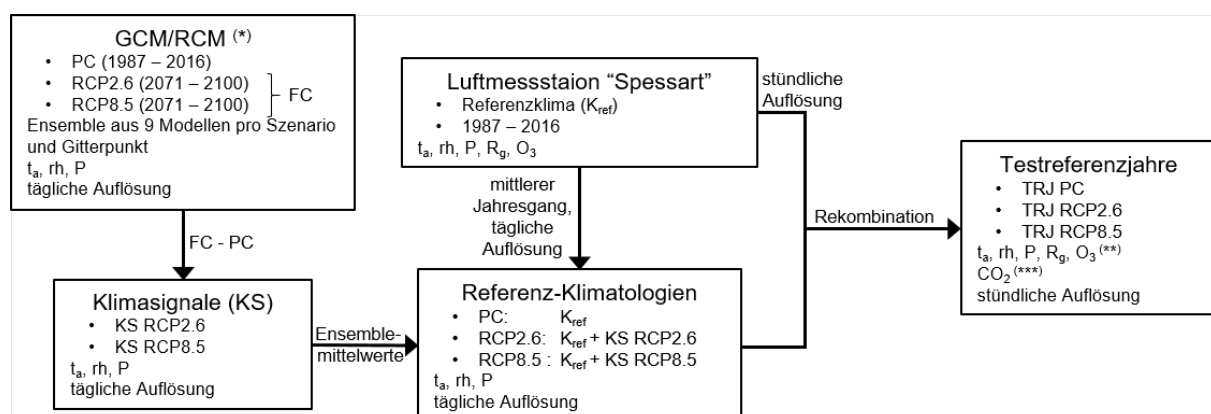 GCM/RCM (*)
• PC (1987 – 2016)
• RCP2.6 (2071 – 2100)
• RCP8.5 (2071 – 2100)
FC
Ensemble aus 9 Modellen pro Szenario
und Gitterpunkt
ta, rh, P
tägliche Auflösung
FC - PC
Klimasignale (KS)
• KS RCP2.6
• KS RCP8.5
ta, rh, P
tägliche Auflösung
Ensemble-
mittelwerte
Luftmessstaion “Spessart”
• Referenzklima (Kref)
• 1987 – 2016
ta, rh, P, Rg, O3
mittlerer
Jahresgang,
tägliche
Auflösung
Referenz-Klimatologien
• PC: Kref
• RCP2.6: Kref + KS RCP2.6
• RCP8.5 : Kref + KS RCP8.5
ta, rh, P
tägliche Auflösung
stündliche
Auflösung
Rekombination
Testreferenzjahre
• TRJ PC
• TRJ RCP2.6
• TRJ RCP8.5
ta, rh, P, Rg, O3 (**)
CO2 (***)
stündliche Auflösung